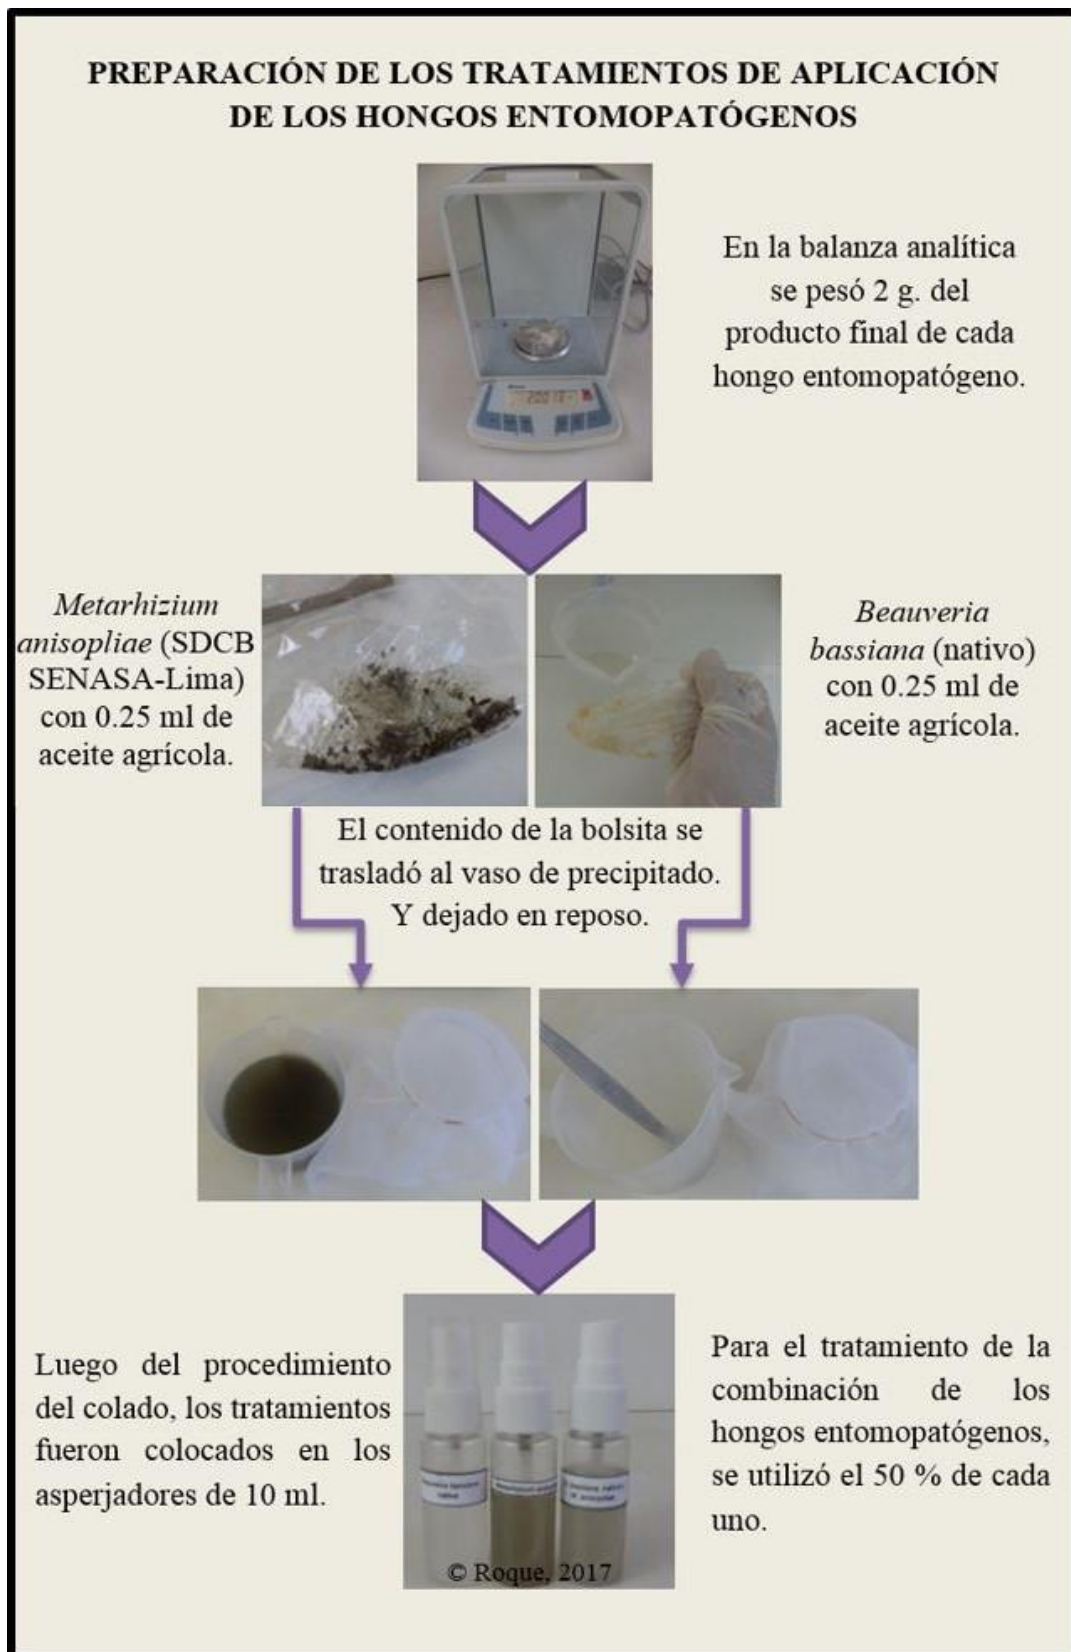 PREPARACIÓN DE LOS TRATAMIENTOS DE APLICACIÓN
DE LOS HONGOS ENTOMOPATÓGENOS
En la balanza analítica
se pesó 2 g. del
producto final de cada
hongo entomopatógeno.
Metarhizium
anisopliae (SDCB
SENASA-Lima)
con 0.25 ml de
aceite agrícola.
Beauveria
bassiana (nativo)
con 0.25 ml de
aceite agrícola.
El contenido de la bolsita se
trasladó al vaso de precipitado.
Y dejado en reposo.
Luego del procedimiento
del colado, los tratamientos
fueron colocados en los
asperjadores de 10 ml.
Para el tratamiento de la
combinación de los
hongos entomopatógenos,
se utilizó el 50 % de cada
uno.
© Roque, 2017